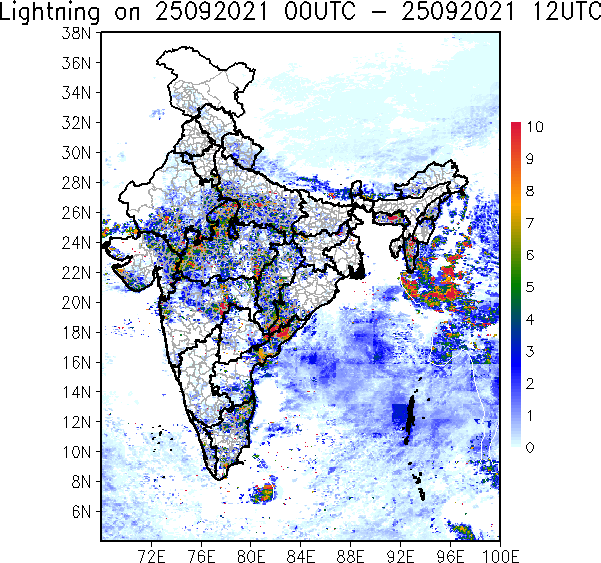 Lightning on 25092021 00UTC – 25092021 12UTC
38N
36N
34N
32N
30N
28N
26N
24N
22N
20N
18N
16N
14N
12N
10N
8N
6N
72E 76E 80E 84E 88E 92E 96E 100E
10
9
8
7
6
5
4
3
2
1
0